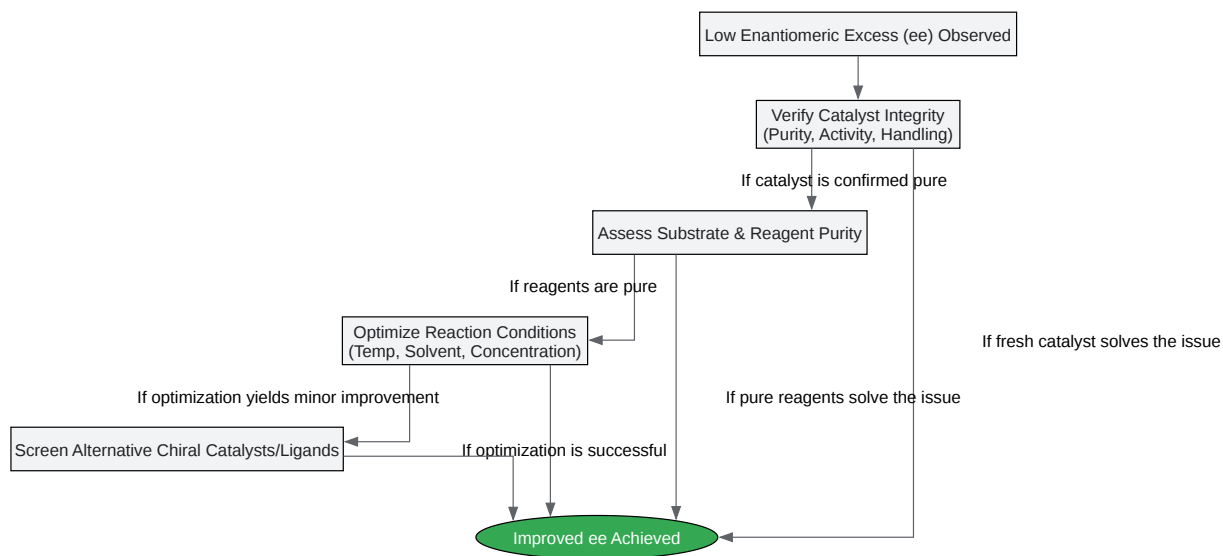 Low Enantiomeric Excess (ee) Observed
Verify Catalyst Integrity
(Purity, Activity, Handling)
If catalyst is confirmed pure
Assess Substrate & Reagent Purity
If reagents are pure
Optimize Reaction Conditions
(Temp, Solvent, Concentration)
If fresh catalyst solves the issue
If optimization yields minor improvement
If pure reagents solve the issue
Screen Alternative Chiral Catalysts/Ligands
If optimization is successful
Improved ee Achieved